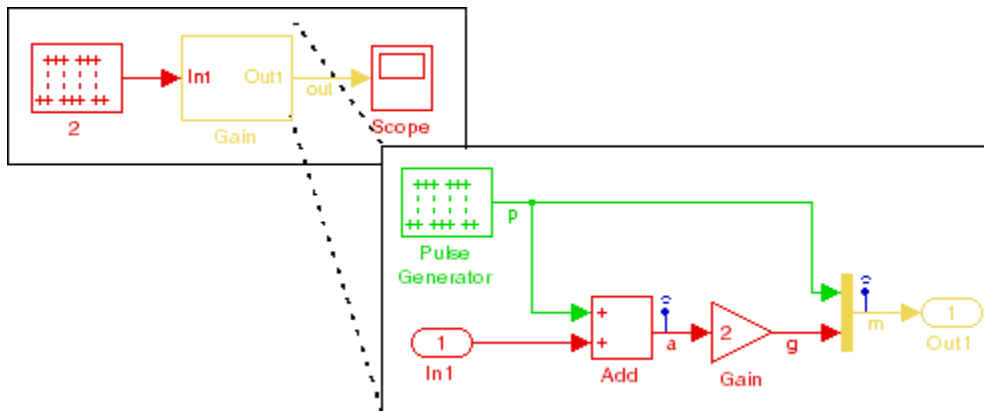 In1
Out1
out
2
Gain
Scope
p
Pulse
Generator
+
+
1
In1
a
Add
2
Gain
g
m
1
Out1